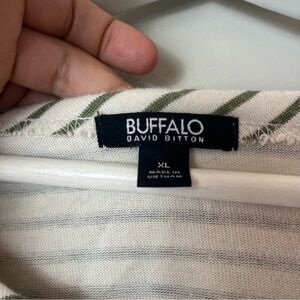 BUFFALO
DAVID BITTON
XL
MADE IN
VIETNAM